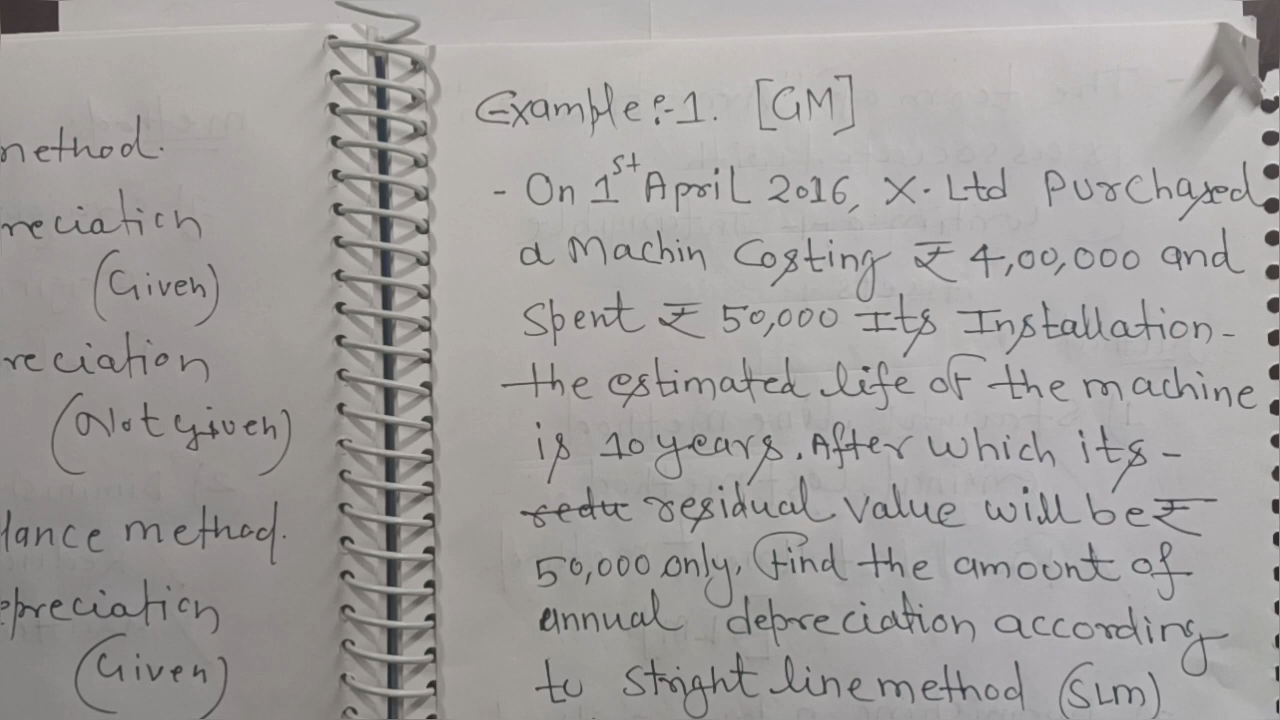 method.
reciation
(Given)
reciation
(Not given)
lance method.
epreciation
(Given)
Example:-1. [GM]
- On 1st April 2016, X. Ltd Purchased
a Machin Costing ₹ 4,00,000 and
Spent ₹ 50,000 Its Installation -
the estimated life of the machine
is 10 years. After which its -
redu residual value will be ₹
50,000 only. Find the amount of
annual depreciation according
to Stright line method (SLM)